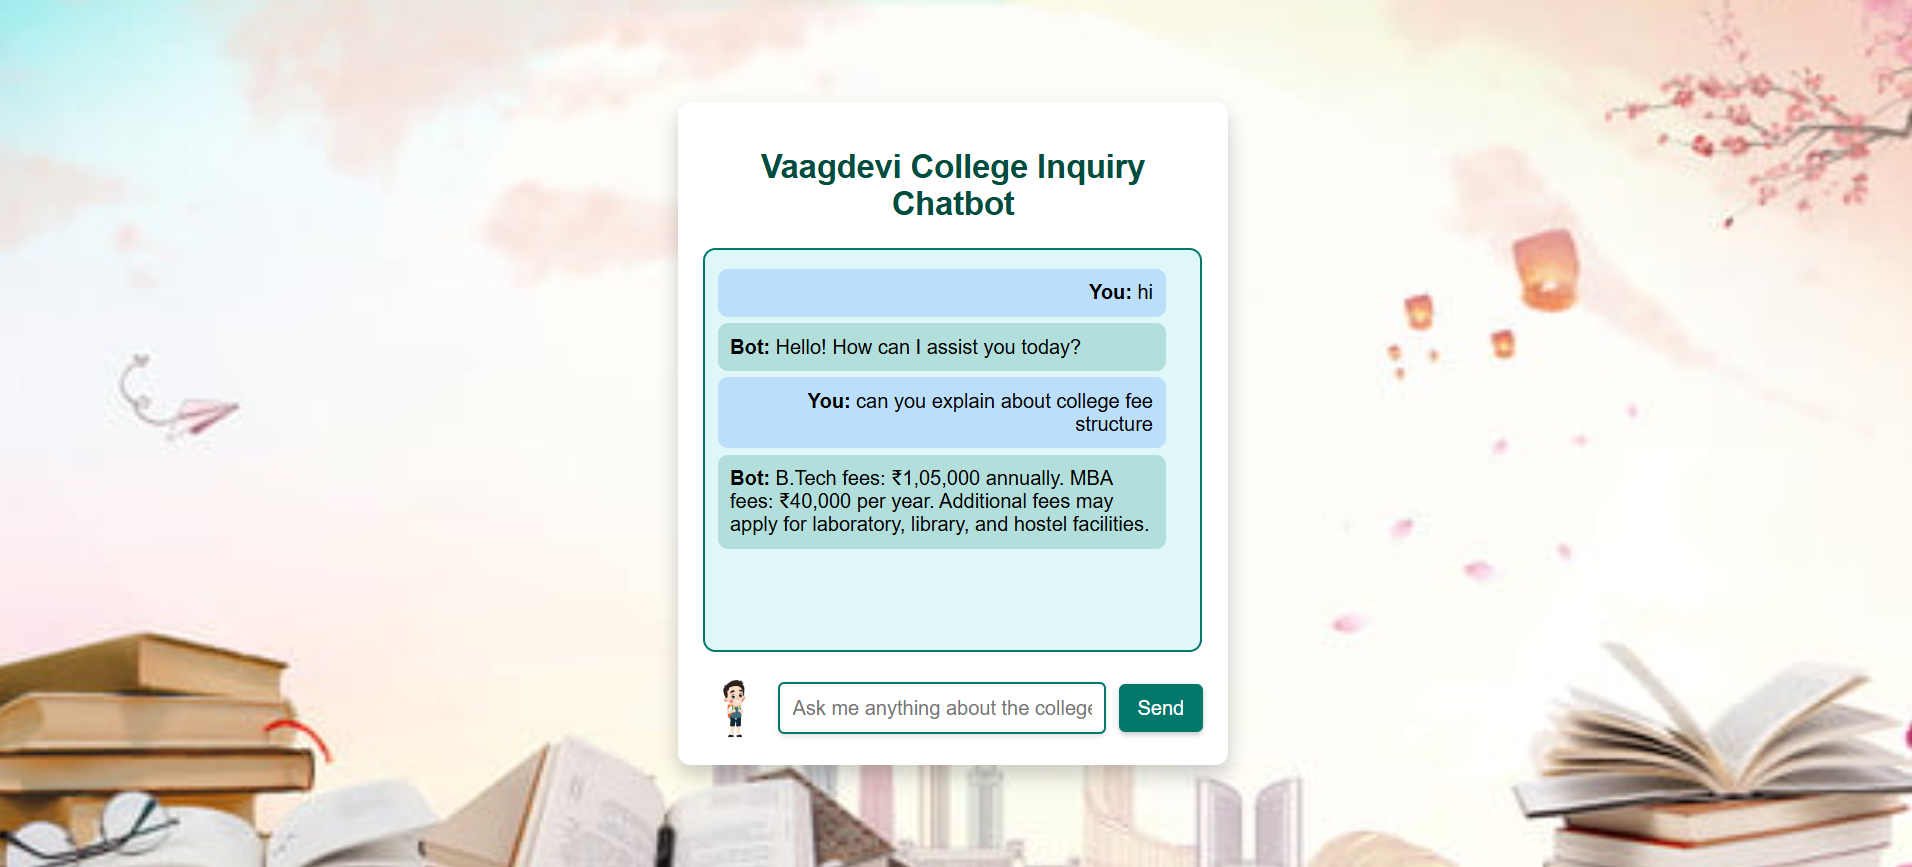 Vaagdevi College Inquiry
Chatbot
You: hi
Bot: Hello! How can I assist you today?
You: can you explain about college fee
structure
Bot: B.Tech fees: ₹1,05,000 annually. MBA
fees: ₹40,000 per year. Additional fees may
apply for laboratory, library, and hostel facilities.
Ask me anything about the college
Send